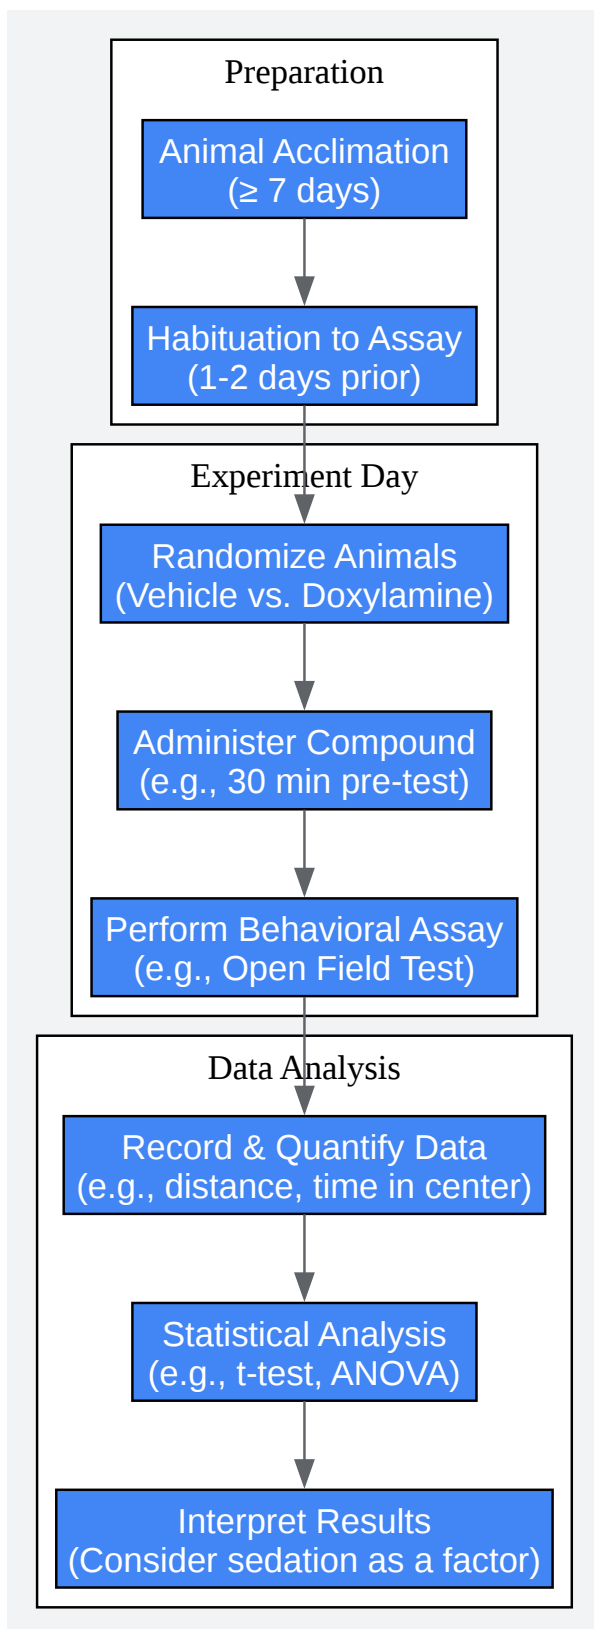 Preparation
Animal Acclimation
(≥ 7 days)
Habituation to Assay
(1-2 days prior)
Experiment Day
Randomize Animals
(Vehicle vs. Doxylamine)
Administer Compound
(e.g., 30 min pre-test)
Perform Behavioral Assay
(e.g., Open Field Test)
Data Analysis
Record & Quantify Data
(e.g., distance, time in center)
Statistical Analysis
(e.g., t-test, ANOVA)
Interpret Results
(Consider sedation as a factor)